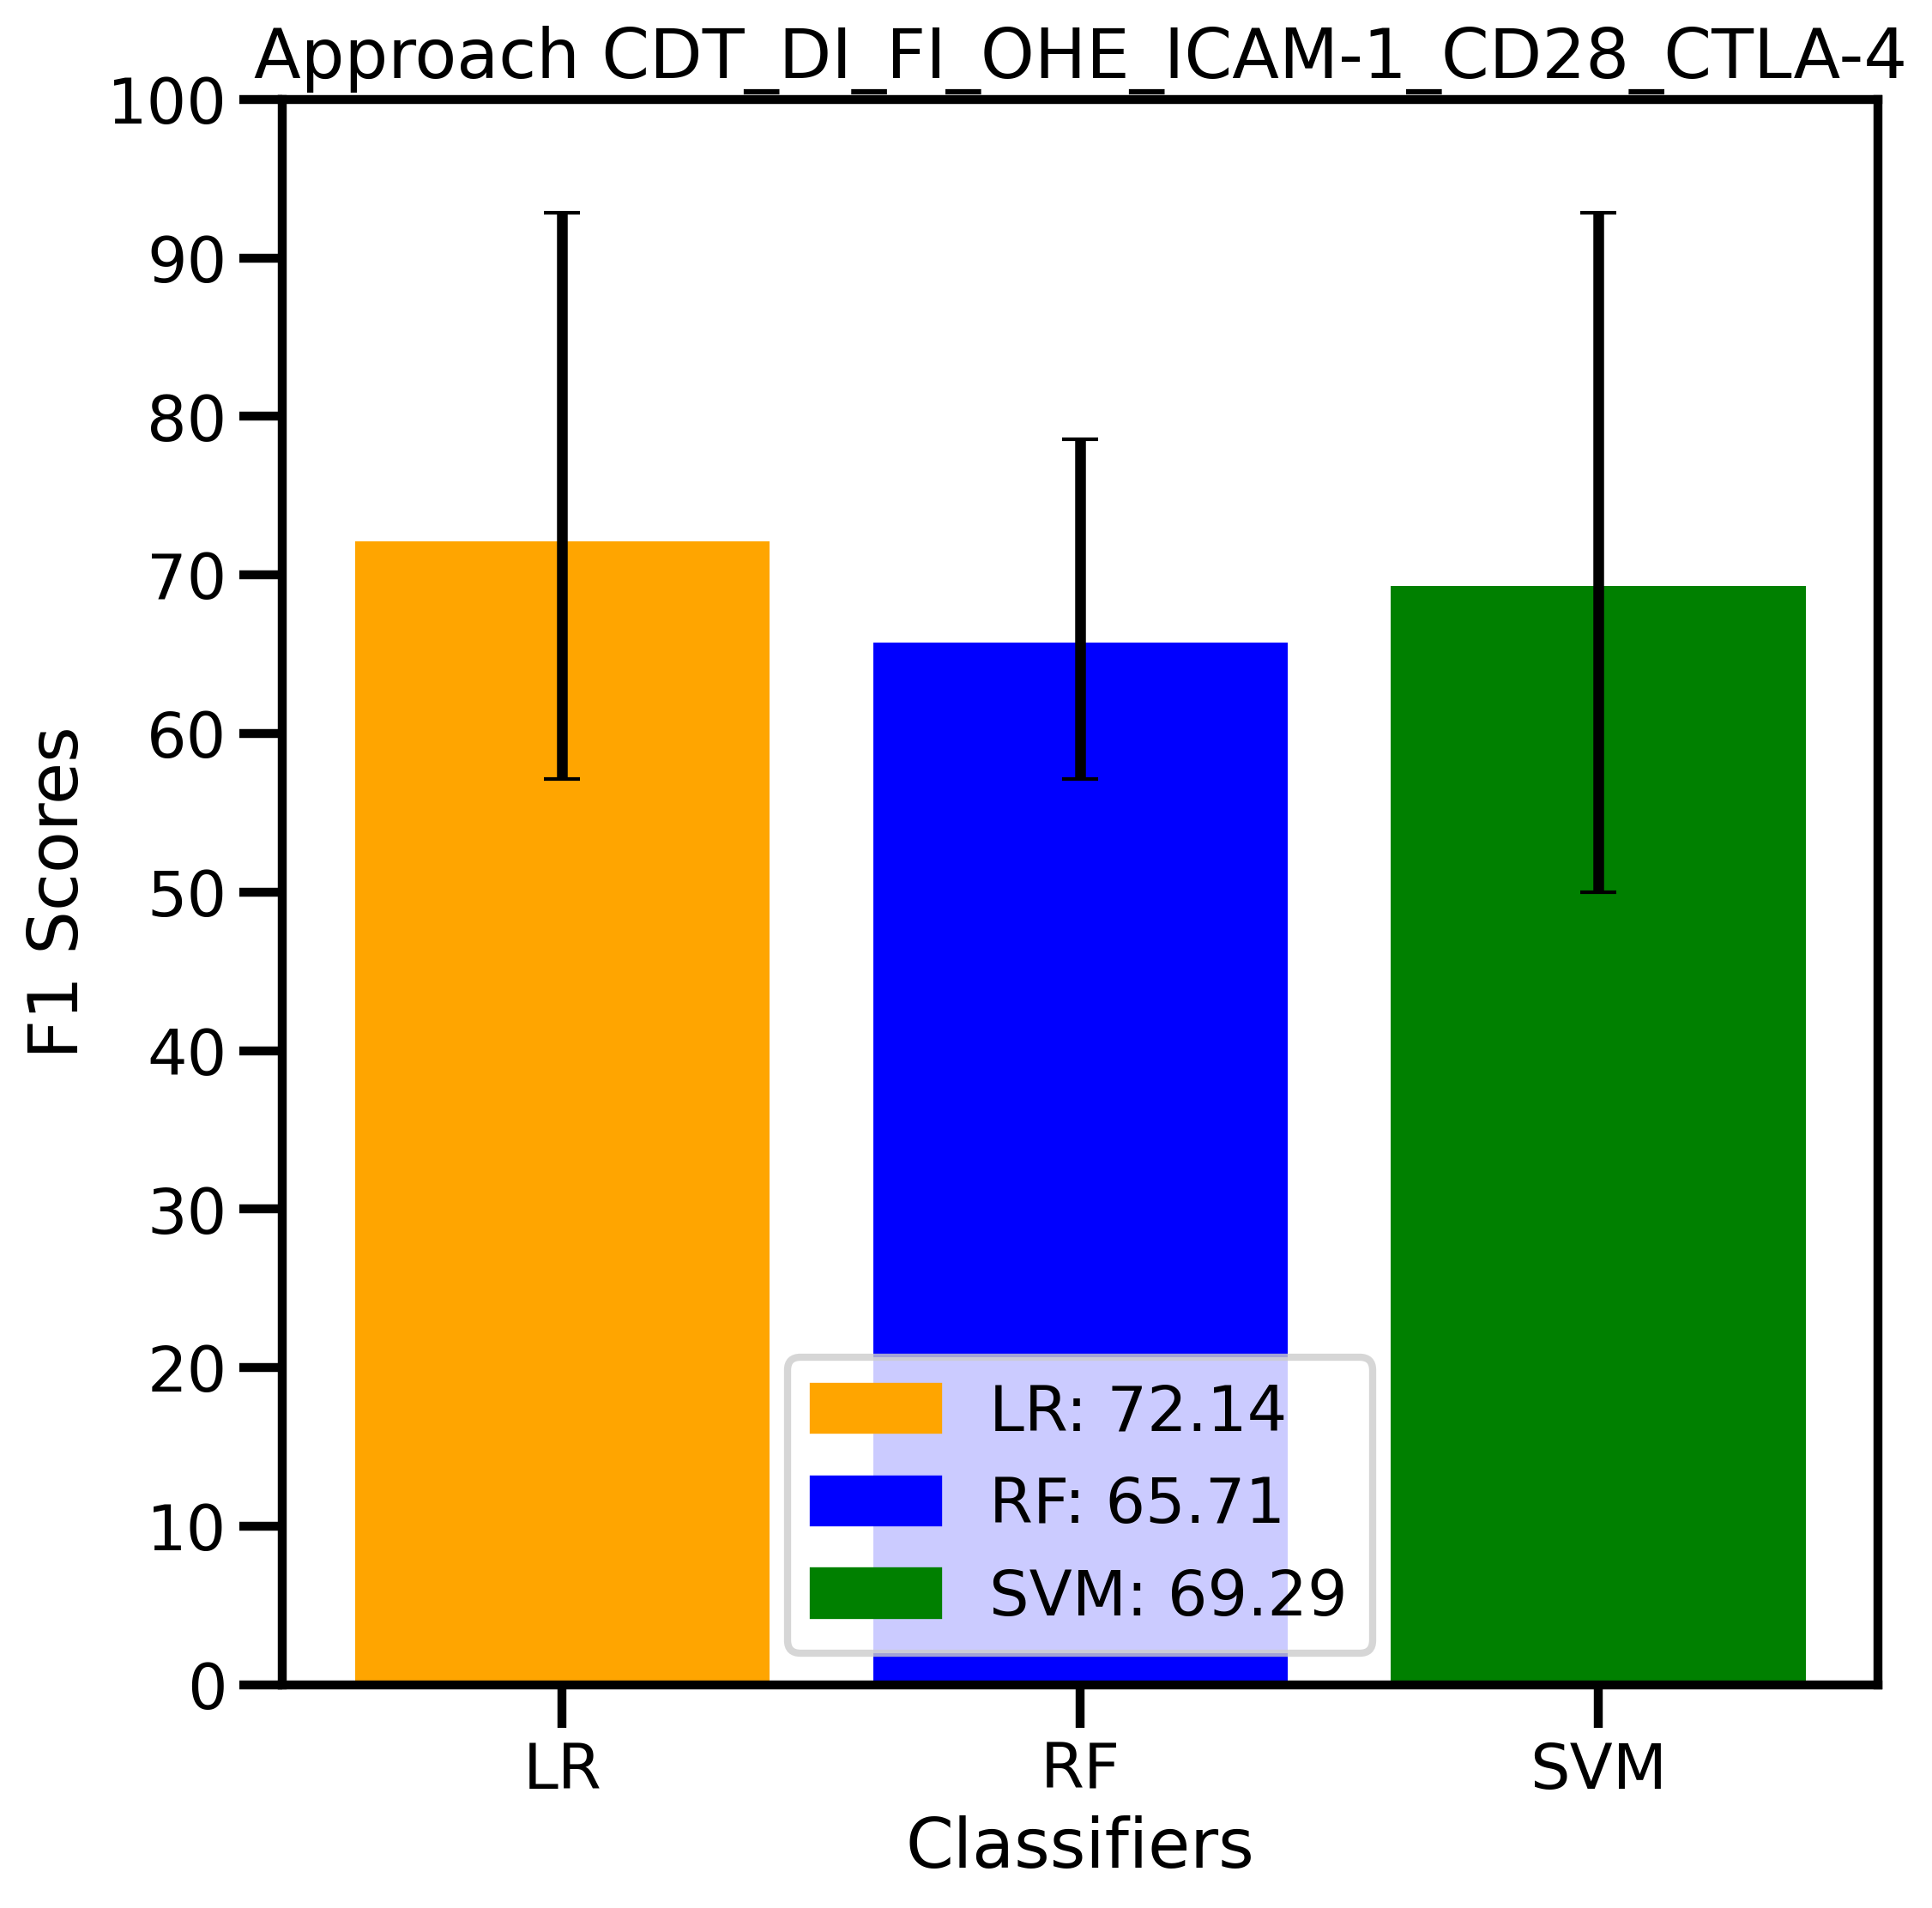 Approach CDT_DI_FI_OHE_ICAM-1_CD28_CTLA-4
100
90
80
70
60
50
40
30
20
10
0
F1 Scores
LR: 72.14
RF: 65.71
SVM: 69.29
LR
RF
SVM
Classifiers